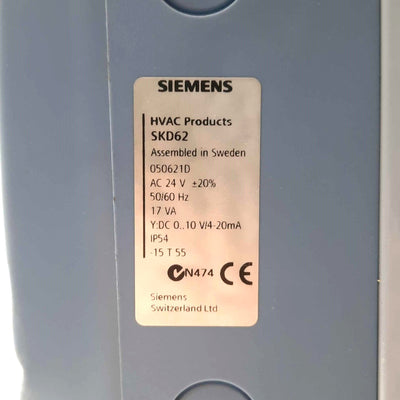 SIEMENS
HVAC Products
SKD62
Assembled in Sweden
050621D
AC 24 V ±20%
50/60 Hz
17 VA
Y:DC 0..10 V/4-20mA
IP54
-15 T 55
N474 CE
Siemens
Switzerland Ltd